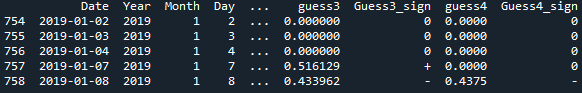 Date Year Month Day ... guess3 Guess3_sign guess4 Guess4_sign
754 2019-01-02 2019 1 2 ... 0.000000 0 0.0000 0
755 2019-01-03 2019 1 3 ... 0.000000 0 0.0000 0
756 2019-01-04 2019 1 4 ... 0.000000 0 0.0000 0
757 2019-01-07 2019 1 7 ... 0.516129 + 0.0000 0
758 2019-01-08 2019 1 8 ... 0.433962 - 0.4375 -